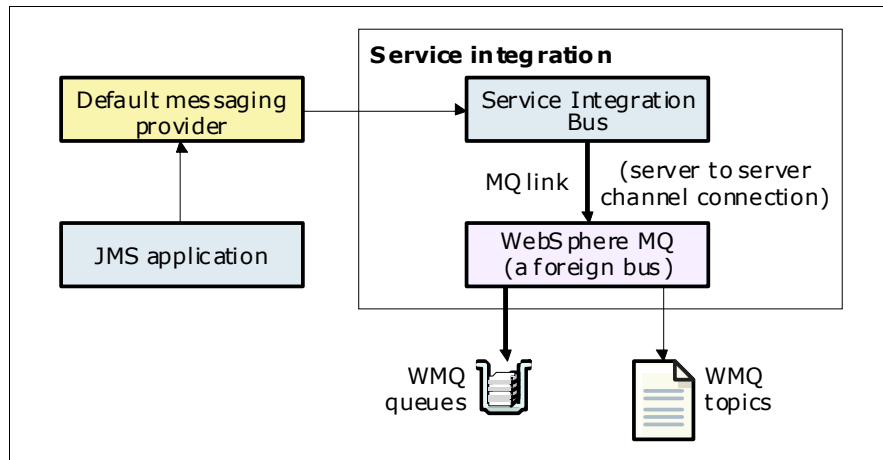 Service integration
Default messaging
provider
Service Integration
Bus
MQ link
(server to server
channel connection)
JMS application
WebSphere MQ
(a foreign bus)
WMQ
queues
WMQ
topics